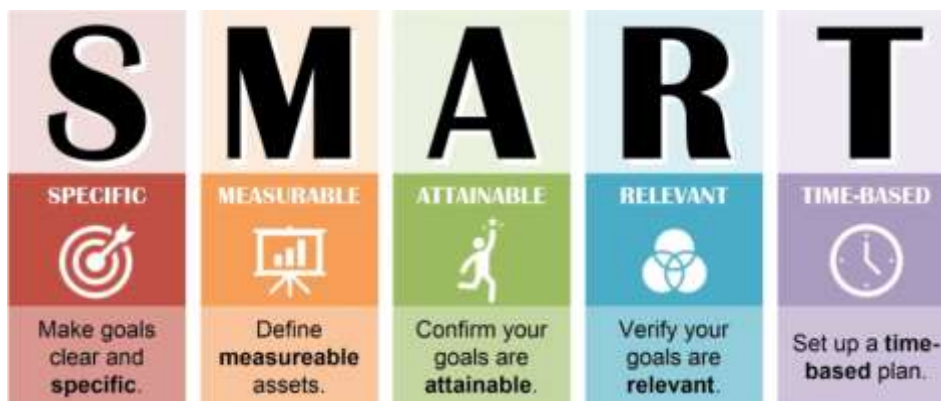 S M A R T
SPECIFIC
MEASURABLE
ATTAINABLE
RELEVANT
TIME-BASED
Make goals
clear and
specific.
Define
measureable
assets.
Confirm your
goals are
attainable.
Verify your
goals are
relevant.
Set up a time-
based plan.